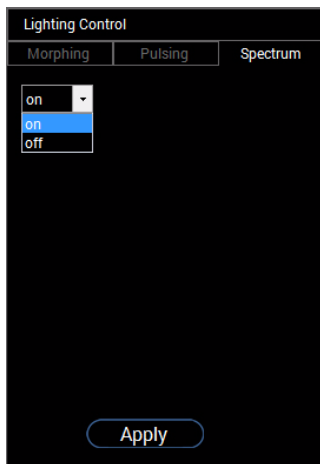 Lighting Control
Morphing Pulsing Spectrum
on
on
off
Apply